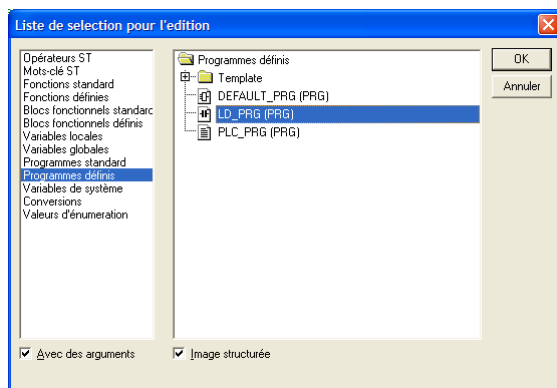 Liste de selection pour l'edition
Opérateurs ST
Mots-clé ST
Fonctions standard
Fonctions définies
Blocs fonctionnels standarc
Blocs fonctionnels définis
Variables locales
Variables globales
Programmes standard
Programmes définis
Variables de système
Conversions
Valeurs d'énumeration
Programmes définis
Template
DEFAULT_PRG (PRG)
LD_PRG (PRG)
PLC_PRG (PRG)
OK
Annuler
Avec des arguments
Image structurée